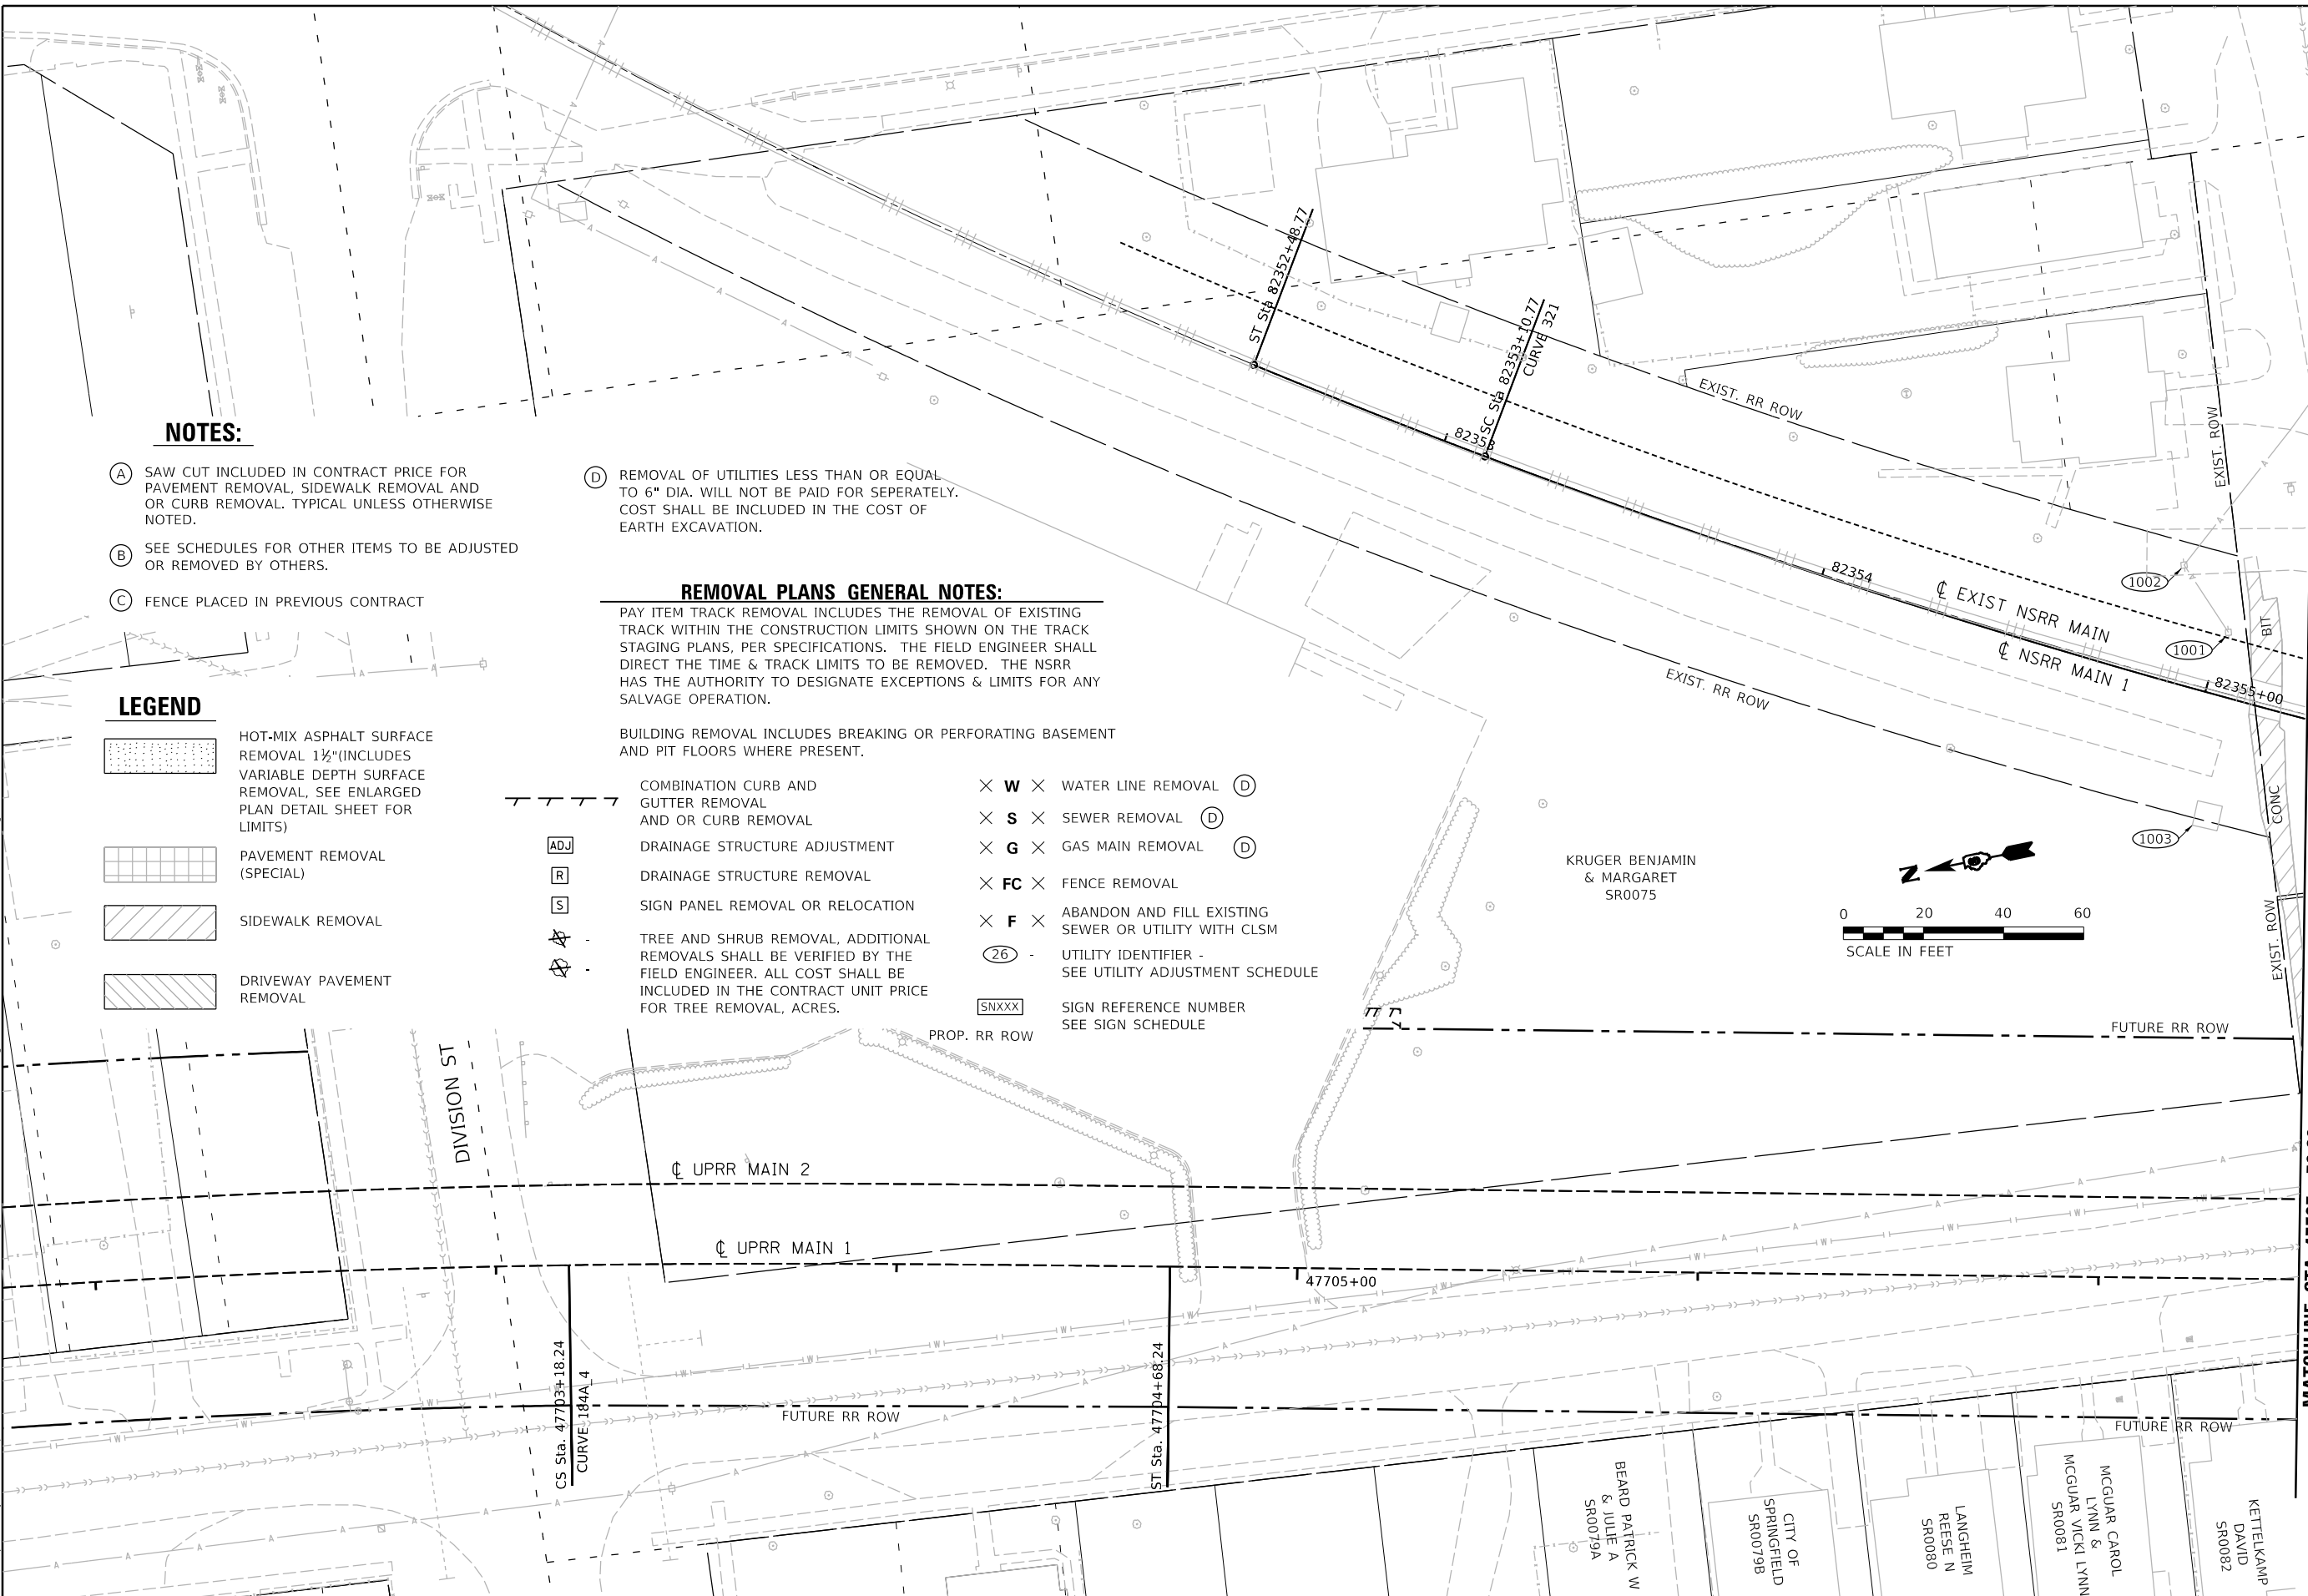 ST Sta 82352+48.77
SC Sta 82353+10.77
CURVE 321
EXIST. RR ROW
EXIST. ROW
82354
℄ EXIST NSRR MAIN
℄ NSRR MAIN 1
82355+00
1002
1001
BIT
CONC
1003
EXIST. ROW
EXIST. RR ROW
NOTES:
A SAW CUT INCLUDED IN CONTRACT PRICE FOR
PAVEMENT REMOVAL, SIDEWALK REMOVAL AND
OR CURB REMOVAL. TYPICAL UNLESS OTHERWISE
NOTED.
B SEE SCHEDULES FOR OTHER ITEMS TO BE ADJUSTED
OR REMOVED BY OTHERS.
C FENCE PLACED IN PREVIOUS CONTRACT
D REMOVAL OF UTILITIES LESS THAN OR EQUAL
TO 6" DIA. WILL NOT BE PAID FOR SEPERATELY.
COST SHALL BE INCLUDED IN THE COST OF
EARTH EXCAVATION.
REMOVAL PLANS GENERAL NOTES:
PAY ITEM TRACK REMOVAL INCLUDES THE REMOVAL OF EXISTING
TRACK WITHIN THE CONSTRUCTION LIMITS SHOWN ON THE TRACK
STAGING PLANS, PER SPECIFICATIONS. THE FIELD ENGINEER SHALL
DIRECT THE TIME & TRACK LIMITS TO BE REMOVED. THE NSRR
HAS THE AUTHORITY TO DESIGNATE EXCEPTIONS & LIMITS FOR ANY
SALVAGE OPERATION.
BUILDING REMOVAL INCLUDES BREAKING OR PERFORATING BASEMENT
AND PIT FLOORS WHERE PRESENT.
LEGEND
HOT-MIX ASPHALT SURFACE
REMOVAL 1½"(INCLUDES
VARIABLE DEPTH SURFACE
REMOVAL, SEE ENLARGED
PLAN DETAIL SHEET FOR
LIMITS)
PAVEMENT REMOVAL
(SPECIAL)
SIDEWALK REMOVAL
DRIVEWAY PAVEMENT
REMOVAL
COMBINATION CURB AND
GUTTER REMOVAL
AND OR CURB REMOVAL
ADJ DRAINAGE STRUCTURE ADJUSTMENT
R DRAINAGE STRUCTURE REMOVAL
S SIGN PANEL REMOVAL OR RELOCATION
- TREE AND SHRUB REMOVAL, ADDITIONAL
REMOVALS SHALL BE VERIFIED BY THE
- FIELD ENGINEER. ALL COST SHALL BE
INCLUDED IN THE CONTRACT UNIT PRICE
FOR TREE REMOVAL, ACRES.
W WATER LINE REMOVAL D
S SEWER REMOVAL D
G GAS MAIN REMOVAL D
FC FENCE REMOVAL
F ABANDON AND FILL EXISTING
SEWER OR UTILITY WITH CLSM
26 - UTILITY IDENTIFIER -
SEE UTILITY ADJUSTMENT SCHEDULE
SNXXX SIGN REFERENCE NUMBER
SEE SIGN SCHEDULE
PROP. RR ROW
KRUGER BENJAMIN
& MARGARET
SR0075
N
0 20 40 60
SCALE IN FEET
FUTURE RR ROW
DIVISION ST
℄ UPRR MAIN 2
℄ UPRR MAIN 1
47705+00
CS Sta. 47703+18.24
CURVE 184A_4
ST Sta. 47704+68.24
FUTURE RR ROW
FUTURE RR ROW
BEARD PATRICK W
& JULIE A
SR0079A
CITY OF
SPRINGFIELD
SR0079B
LANGHEIM
REESE N
SR0080
MCGUAR CAROL
LYNN &
MCGUAR VICKI LYNN
SR0081
KETTELKAMP
DAVID
SR0082